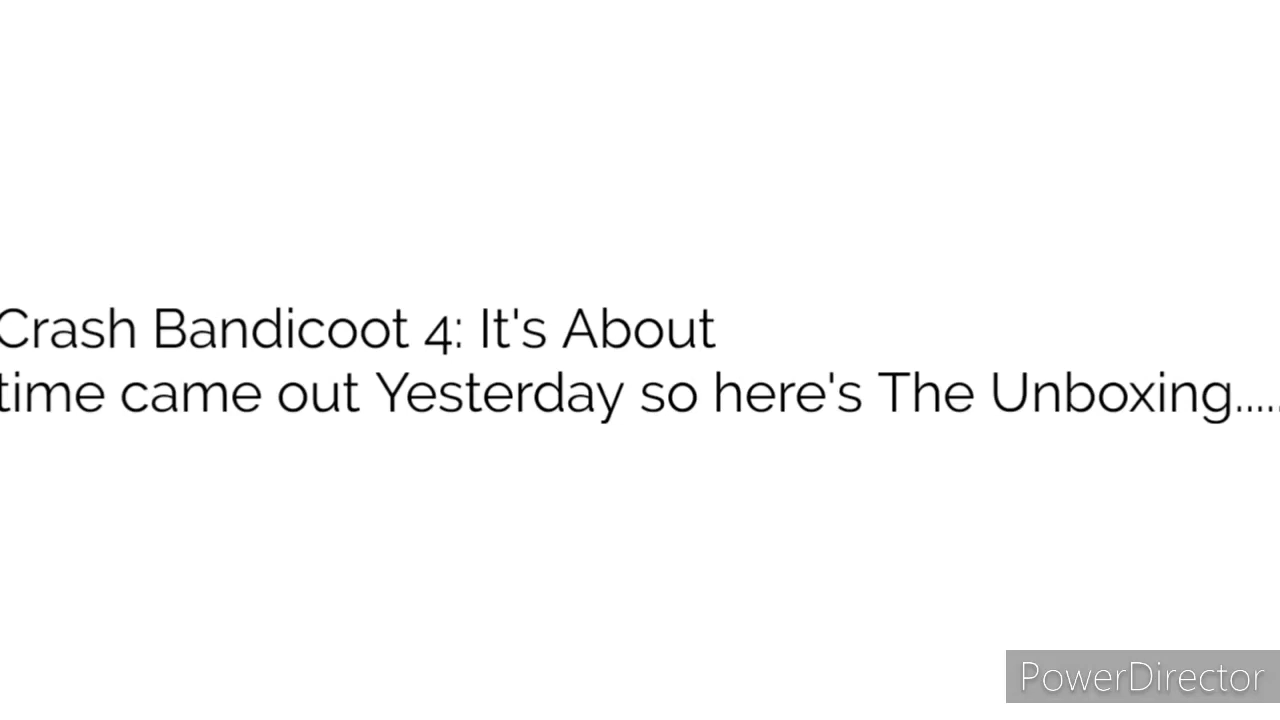 Crash Bandicoot 4: It's About
time came out Yesterday so here's The Unboxing.....
PowerDirector